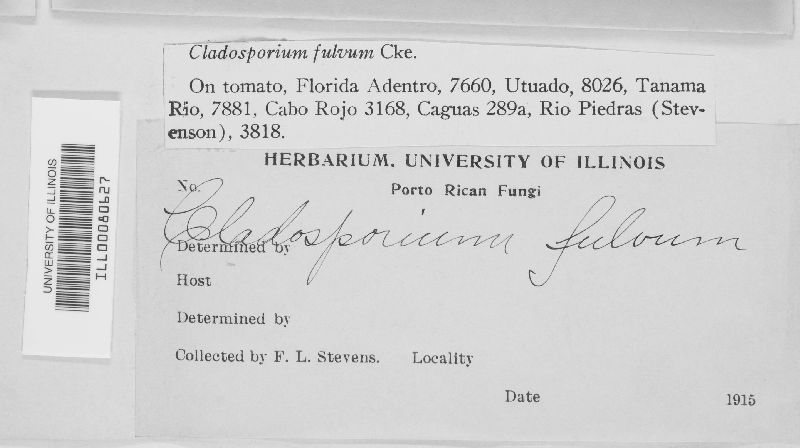 Cladosporium fulvum Cke.
On tomato, Florida Adentro, 7660, Utuado, 8026, Tanama
Rio, 7881, Cabo Rojo 3168, Caguas 289a, Rio Piedras (Stev-
enson), 3818.
UNIVERSITY OF ILLINOIS
ILL00080627
HERBARIUM. UNIVERSITY OF ILLINOIS
No. Porto Rican Fungi
Cladosporium fulvum
Determined by
Host
Determined by
Collected by F. L. Stevens. Locality
Date 1915